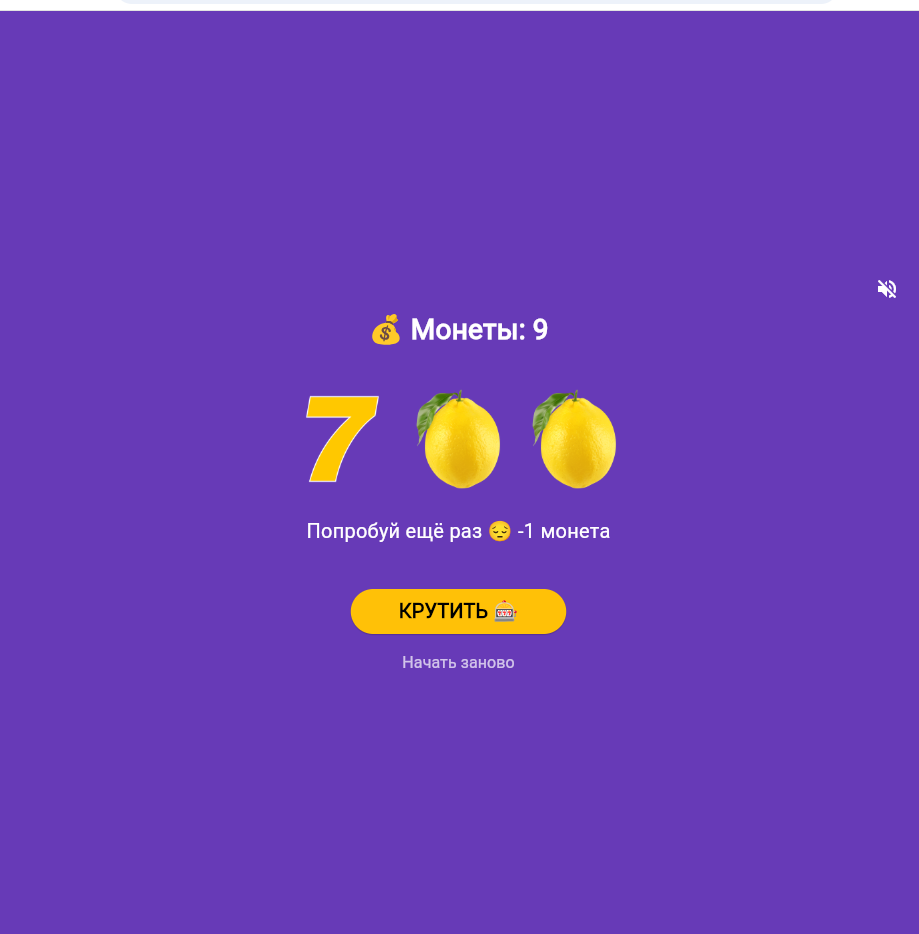 💰 Монеты: 9
7
Попробуй ещё раз 😔 -1 монета
КРУТИТЬ 🎰
Начать заново